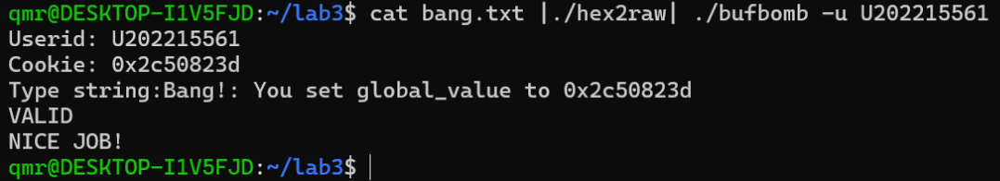 qmr@DESKTOP-I1V5FJD:~/lab3$ cat bang.txt |./hex2raw| ./bufbomb -u U202215561
Userid: U202215561
Cookie: 0x2c50823d
Type string:Bang!: You set global_value to 0x2c50823d
VALID
NICE JOB!
qmr@DESKTOP-I1V5FJD:~/lab3$